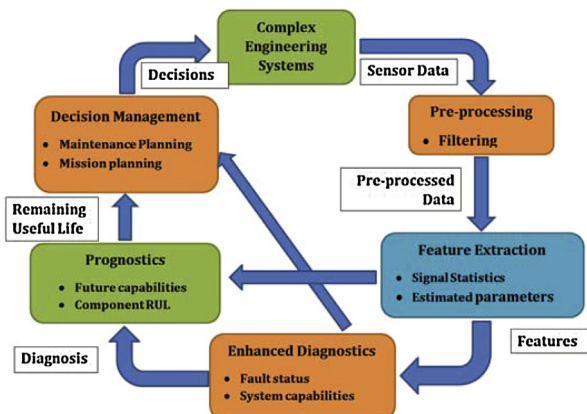 Complex
Engineering
Systems
Decisions
Sensor Data
Decision Management
• Maintenance Planning
• Mission planning
Pre-processing
• Filtering
Pre-processed
Data
Remaining
Useful Life
Prognostics
• Future capabilities
• Component RUL
Feature Extraction
• Signal Statistics
• Estimated parameters
Diagnosis
Enhanced Diagnostics
• Fault status
• System capabilities
Features